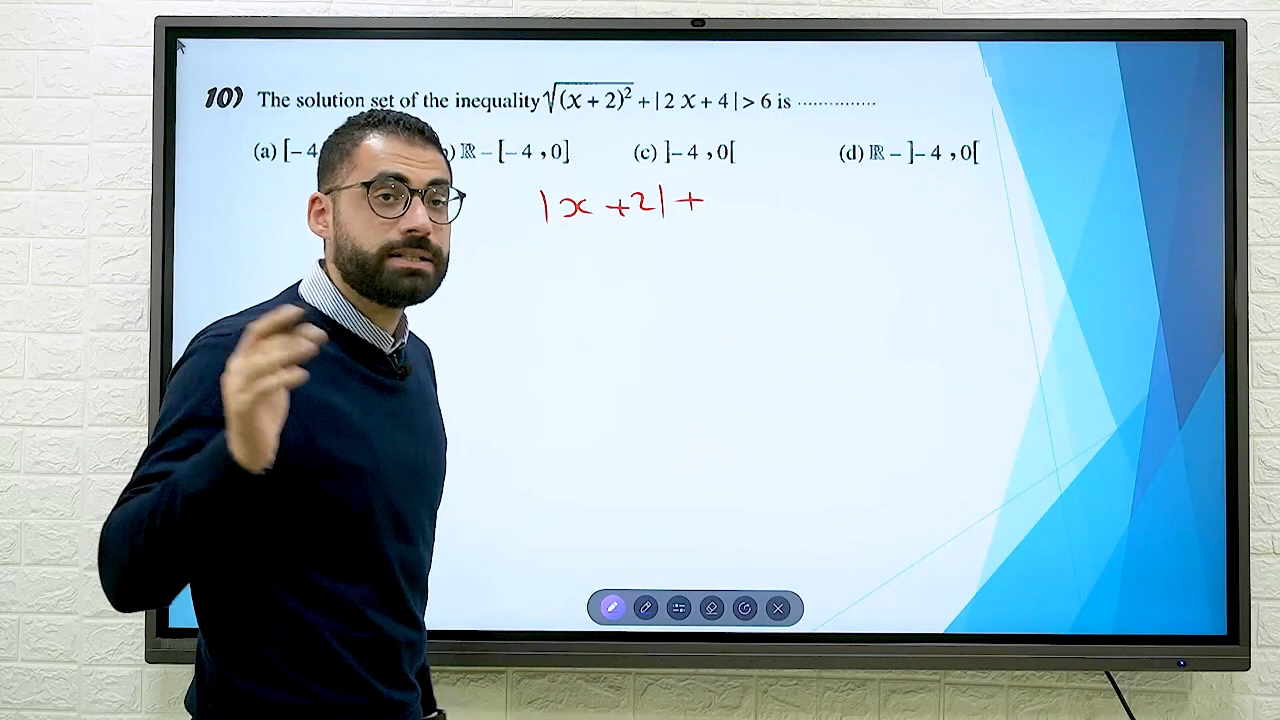 10) The solution set of the inequality √(x + 2)² + | 2 x + 4 | > 6 is ...............
(a) [– 4 ) ℝ – [– 4 , 0] (c) ]– 4 , 0[ (d) ℝ – ]– 4 , 0[
|x +2| +